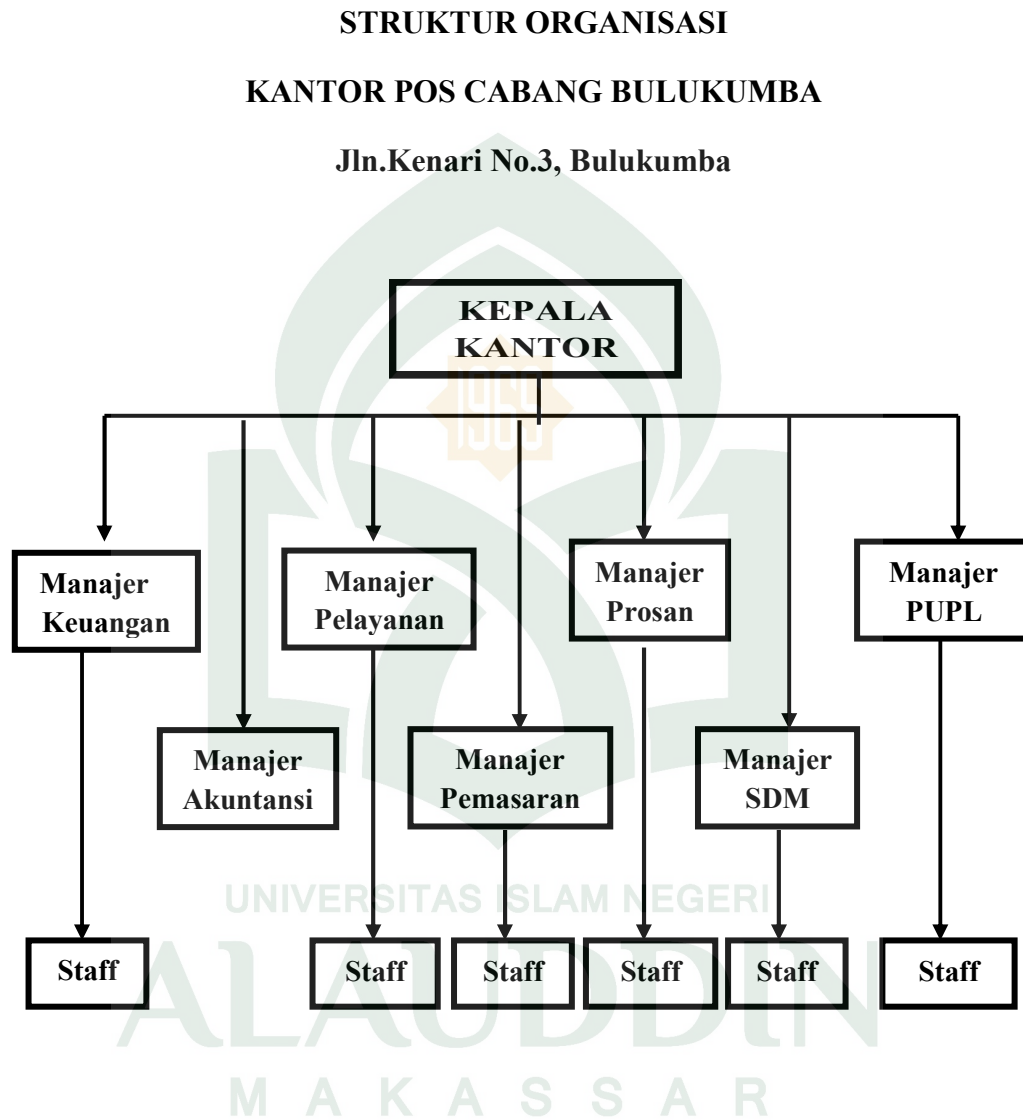 STRUKTUR ORGANISASI
KANTOR POS CABANG BULUKUMBA
Jln.Kenari No.3, Bulukumba
KEPALA
KANTOR
1965
Manajer
Keuangan
Manajer
Pelayanan
Manajer
Prosan
Manajer
PUPL
Manajer
Akuntansi
Manajer
Pemasaran
Manajer
SDM
UNIVERSITAS ISLAM NEGERI
Staff
Staff
Staff
Staff
Staff
Staff
ALAUDDIN
MAKASSAR